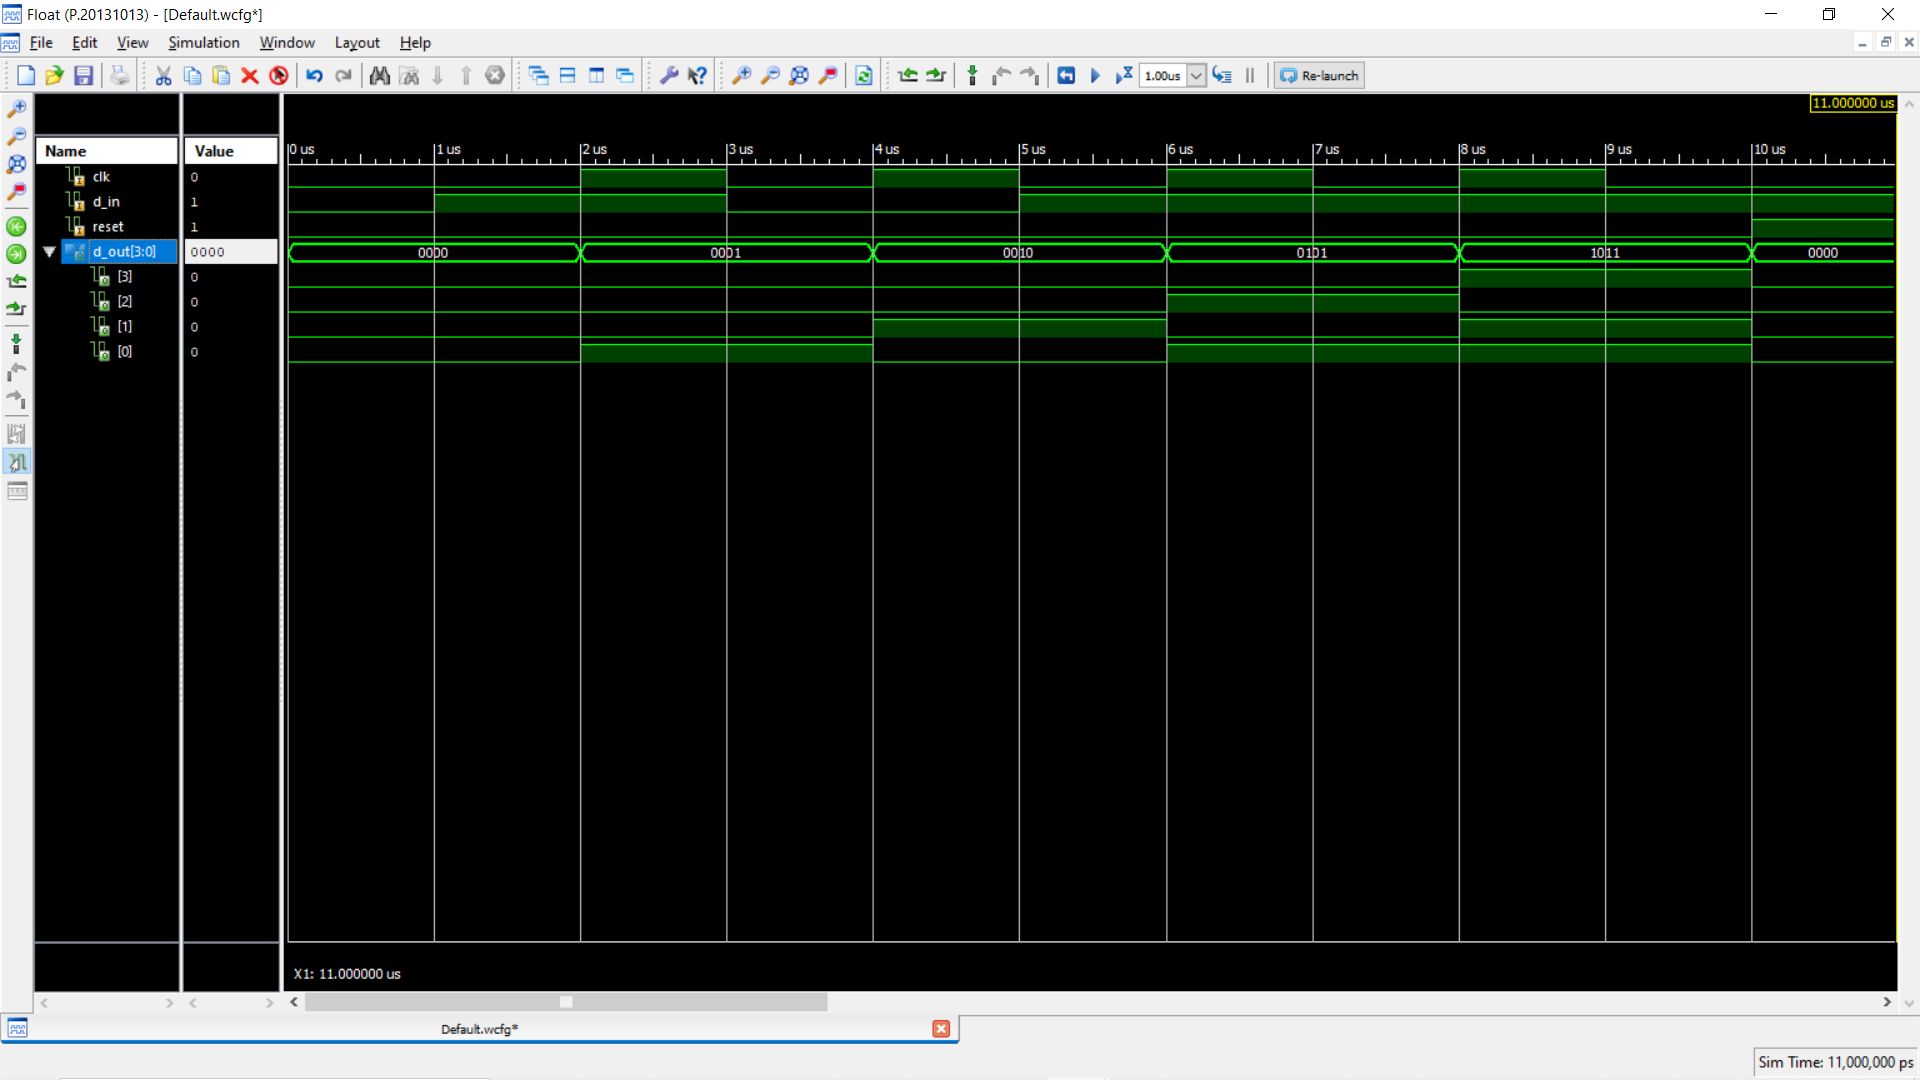 Float (P.20131013) - [Default.wcfg*]
File Edit View Simulation Window Layout Help
1.00us Re-launch
11.000000 us
Name Value 0 us 1 us 2 us 3 us 4 us 5 us 6 us 7 us 8 us 9 us 10 us
clk 0
d_in 1
reset 1
d_out[3:0] 0000 0000 0001 0010 0101 1011 0000
[3] 0
[2] 0
[1] 0
[0] 0
X1: 11.000000 us
Default.wcfg*
Sim Time: 11,000,000 ps